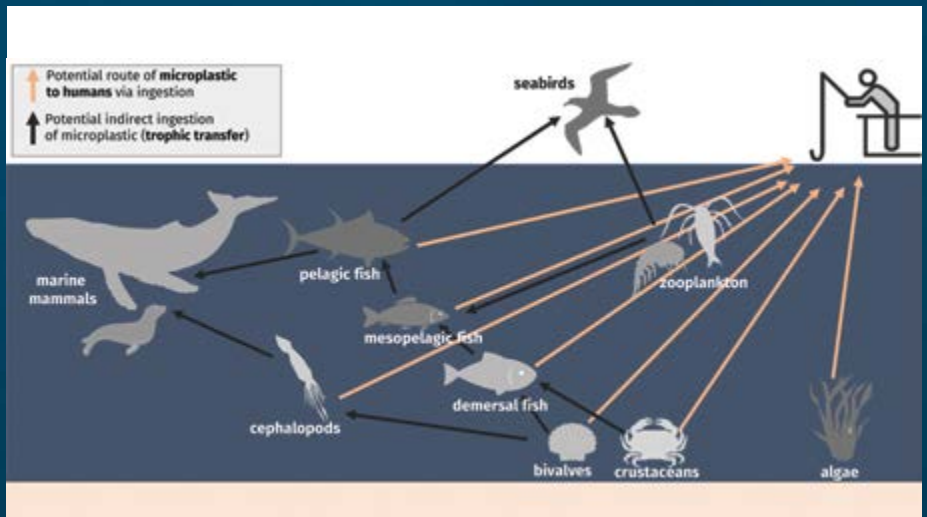 Potential route of microplastic
to humans via ingestion
Potential indirect ingestion
of microplastic (trophic transfer)
seabirds
pelagic fish
marine
mammals
zooplankton
mesopelagic fish
demersal fish
cephalopods
bivalves
crustaceans
algae